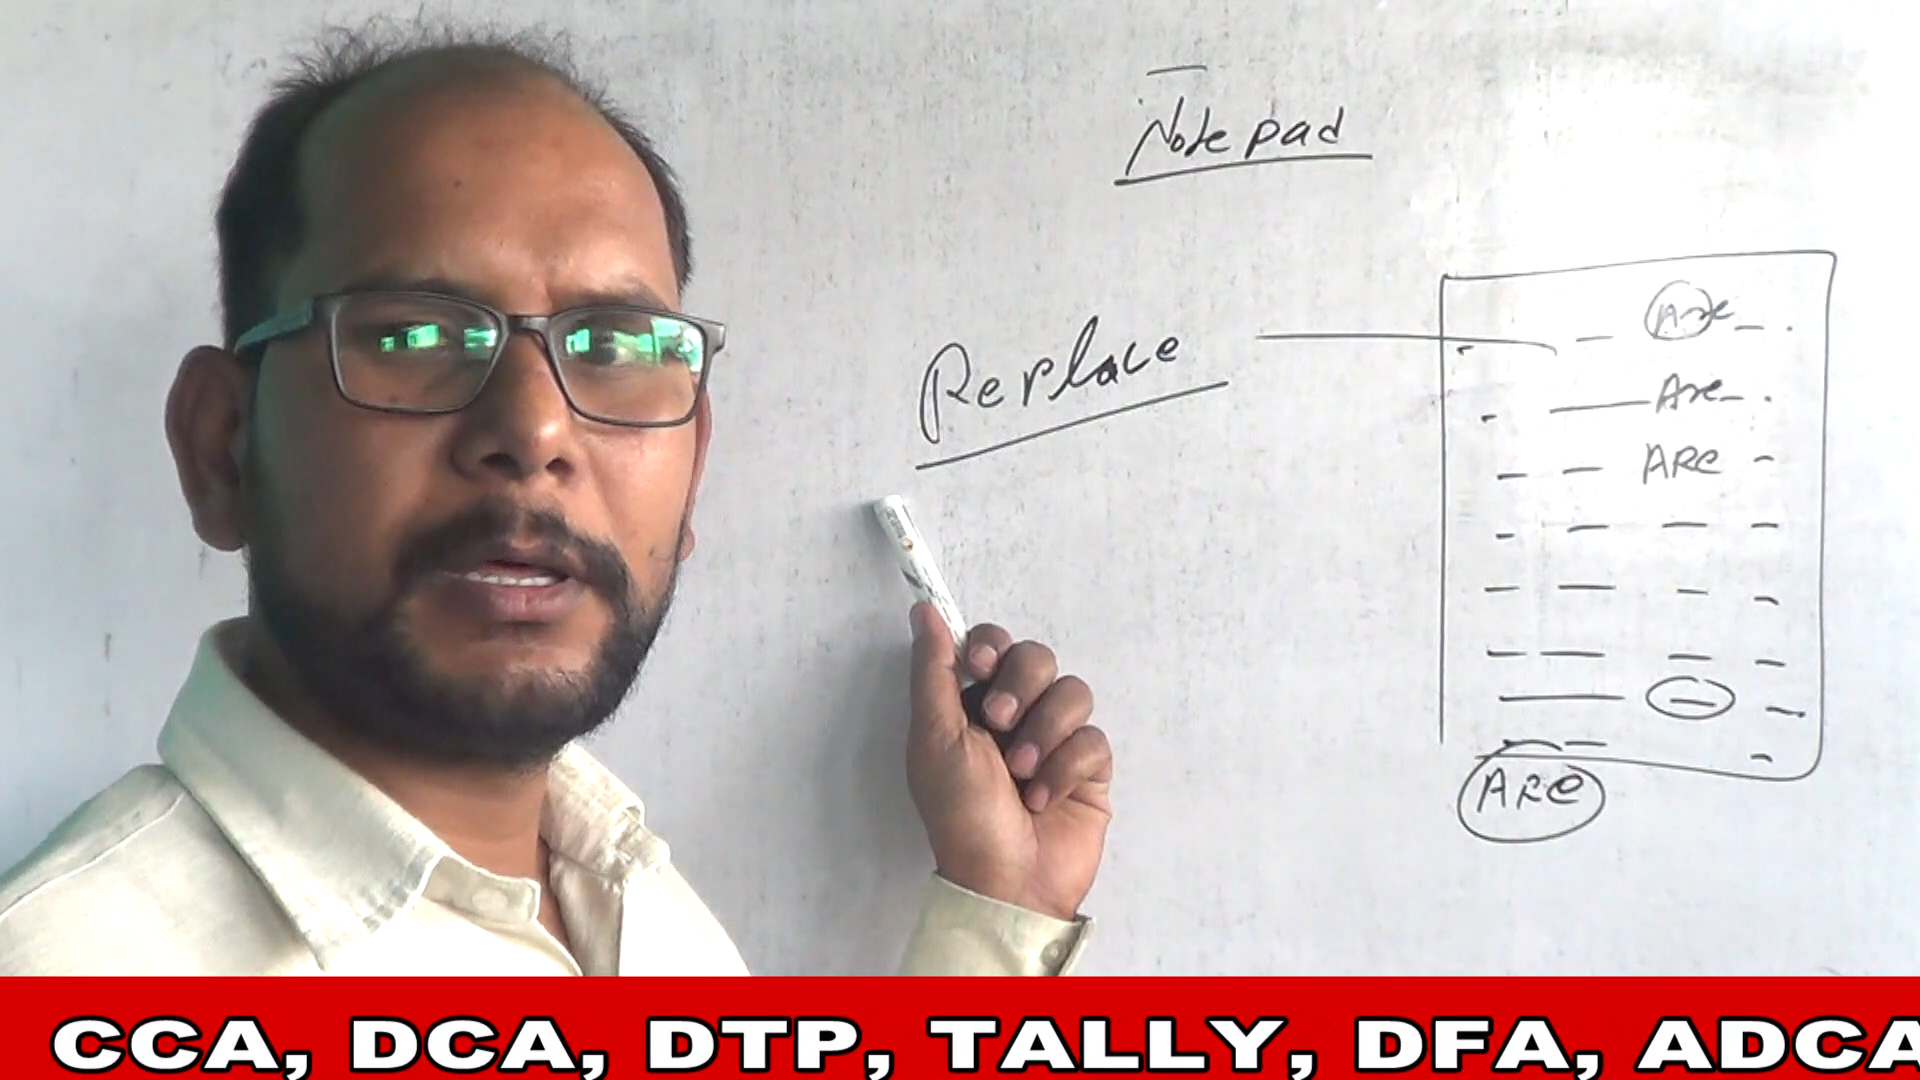 Notepad
Replace
Are
Are
ARe
ARe
CCA, DCA, DTP, TALLY, DFA, ADCA